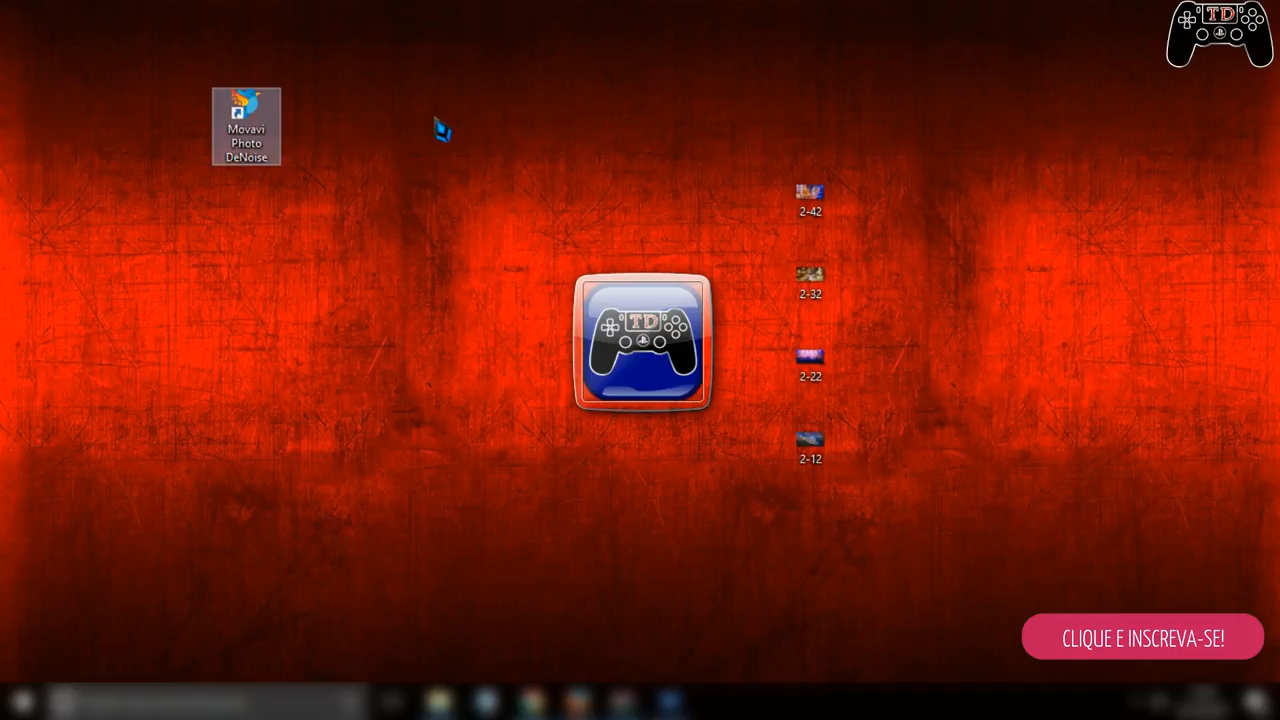 TD
Movavi
Photo
DeNoise
2-42
2-32
TD
2-22
2-12
CLIQUE E INSCREVA-SE!